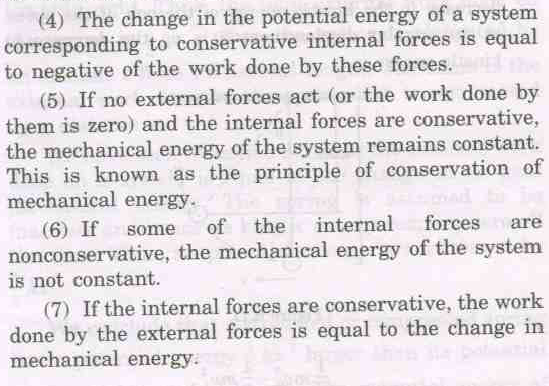 (4) The change in the potential energy of a system
corresponding to conservative internal forces is equal
to negative of the work done by these forces.
(5) If no external forces act (or the work done by
them is zero) and the internal forces are conservative,
the mechanical energy of the system remains constant.
This is known as the principle of conservation of
mechanical energy.
(6) If some of the internal forces are
nonconservative, the mechanical energy of the system
is not constant.
(7) If the internal forces are conservative, the work
done by the external forces is equal to the change in
mechanical energy.